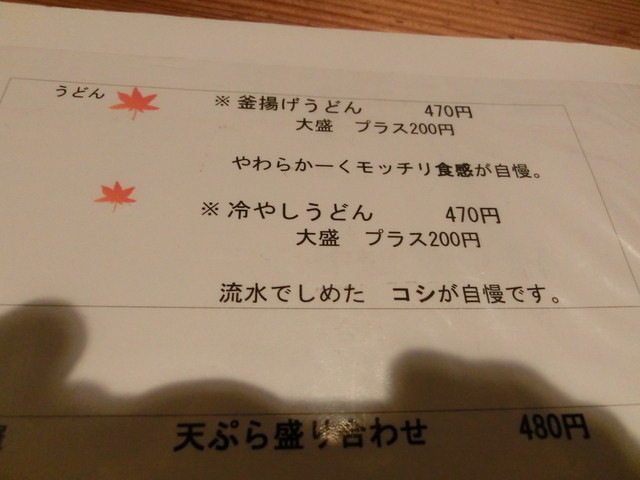 うどん
※ 釜揚げうどん 470円
大盛 プラス200円
やわらかーくモッチリ食感が自慢。
※ 冷やしうどん 470円
大盛 プラス200円
流水でしめた コシが自慢です。
天ぷら盛り合わせ 480円